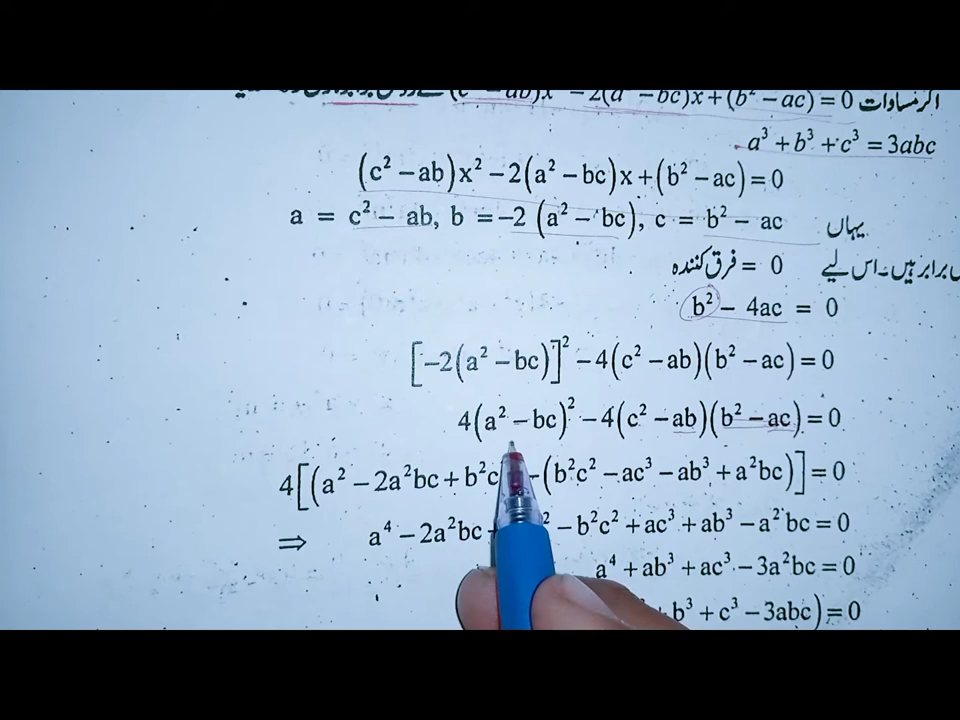 اگر مساوات (c² − ab)x² − 2(a² − bc)x + (b² − ac) = 0
a³ + b³ + c³ = 3abc
(c² − ab)x² − 2(a² − bc)x + (b² − ac) = 0
یہاں a = c² − ab, b = −2 (a² − bc), c = b² − ac
برابر ہیں۔ اس لیے فرق کنندہ = 0
b² − 4ac = 0
[−2(a² − bc)]² − 4(c² − ab)(b² − ac) = 0
4(a² − bc)² − 4(c² − ab)(b² − ac) = 0
4[(a² − 2a²bc + b²c − (b²c² − ac³ − ab³ + a²bc)] = 0
⇒ a⁴ − 2a²bc + ² − b²c² + ac³ + ab³ − a²bc = 0
a⁴ + ab³ + ac³ − 3a²bc = 0
+ b³ + c³ − 3abc) = 0